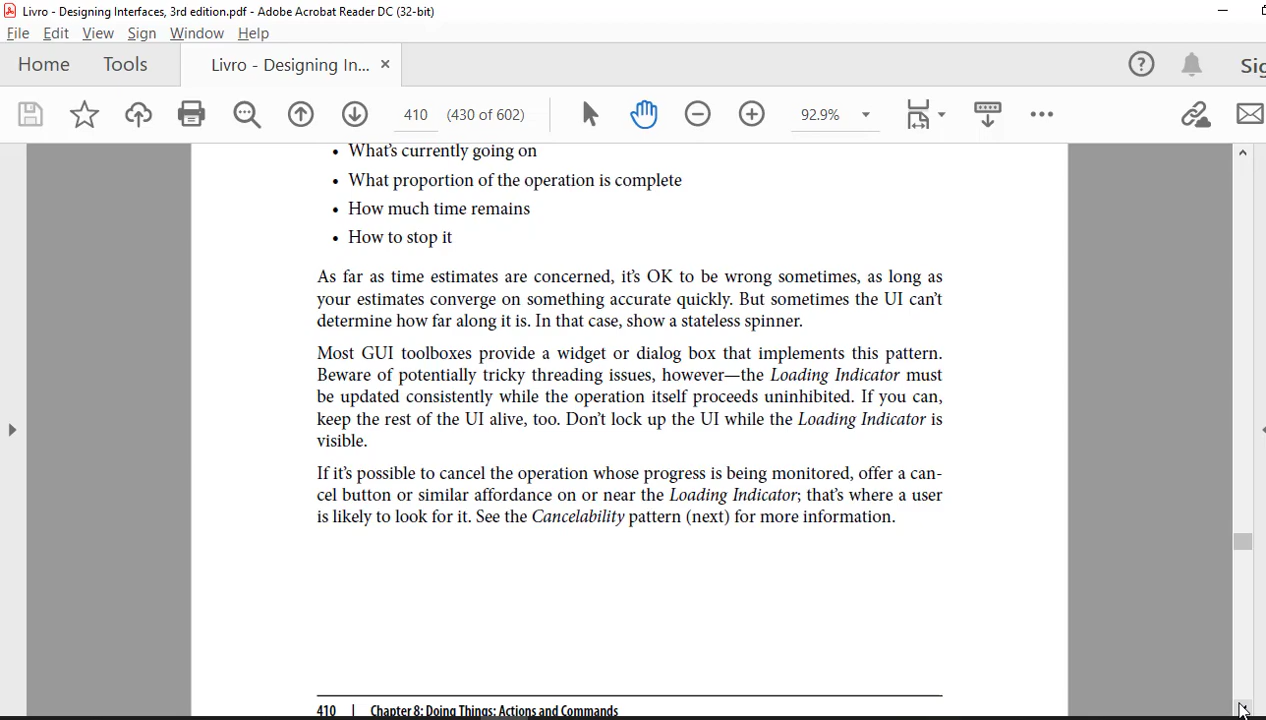 Livro - Designing Interfaces, 3rd edition.pdf - Adobe Acrobat Reader DC (32-bit)
File Edit View Sign Window Help
Home Tools Livro - Designing In... × Sig
410 (430 of 602) 92.9%
• What's currently going on
• What proportion of the operation is complete
• How much time remains
• How to stop it
As far as time estimates are concerned, it's OK to be wrong sometimes, as long as
your estimates converge on something accurate quickly. But sometimes the UI can't
determine how far along it is. In that case, show a stateless spinner.
Most GUI toolboxes provide a widget or dialog box that implements this pattern.
Beware of potentially tricky threading issues, however—the Loading Indicator must
be updated consistently while the operation itself proceeds uninhibited. If you can,
keep the rest of the UI alive, too. Don't lock up the UI while the Loading Indicator is
visible.
If it's possible to cancel the operation whose progress is being monitored, offer a can-
cel button or similar affordance on or near the Loading Indicator; that's where a user
is likely to look for it. See the Cancelability pattern (next) for more information.
410 | Chapter 8: Doing Things: Actions and Commands